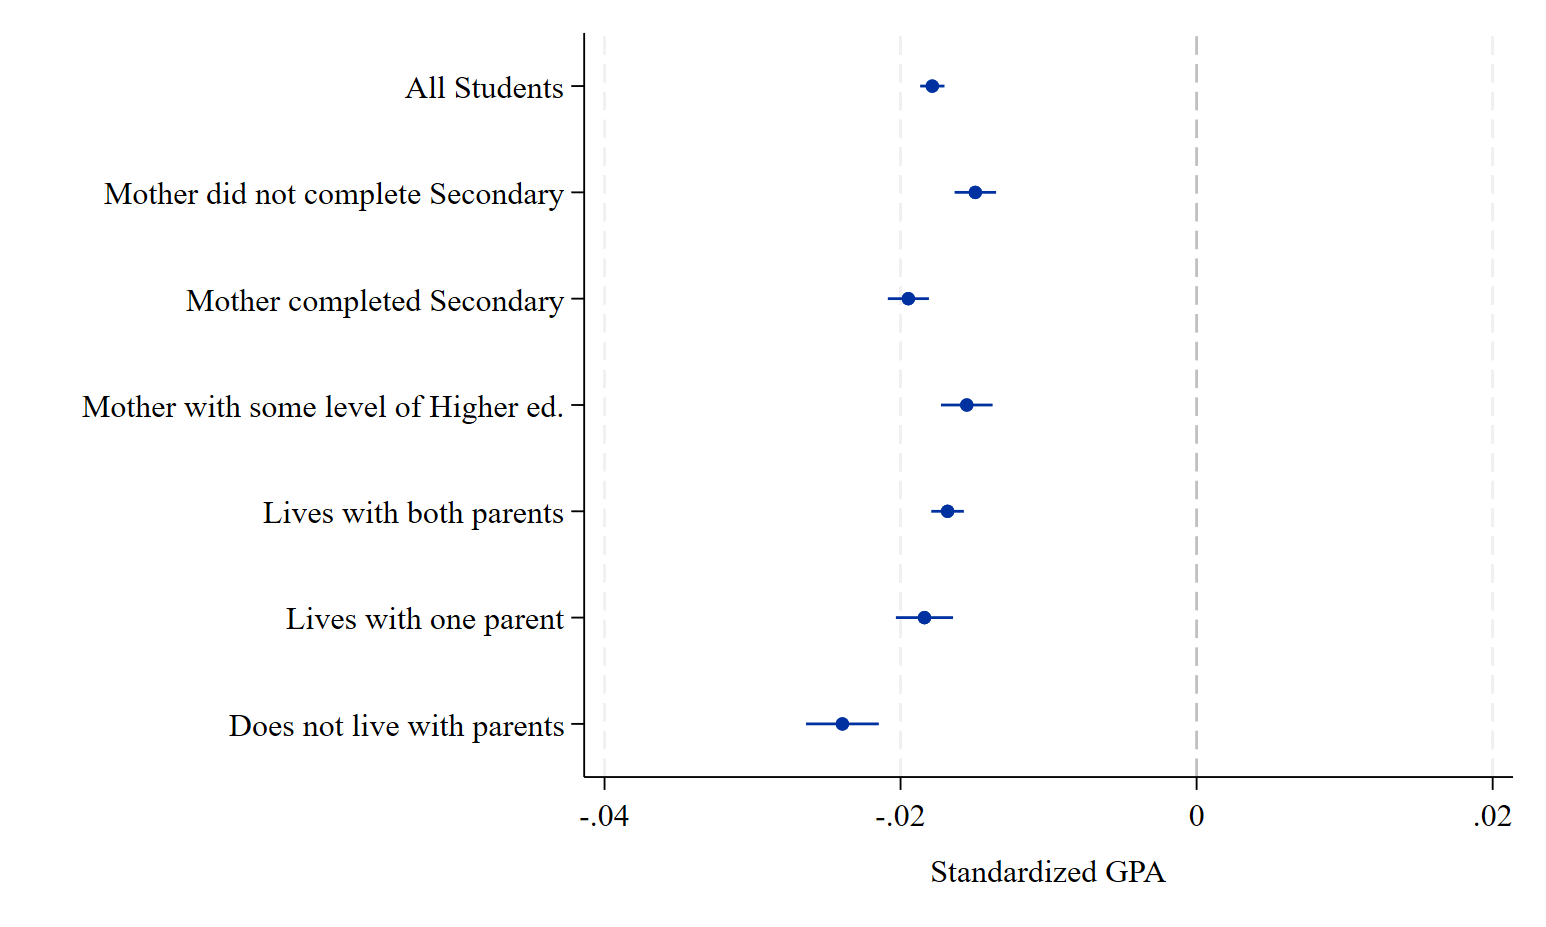 All Students
Mother did not complete Secondary
Mother completed Secondary
Mother with some level of Higher ed.
Lives with both parents
Lives with one parent
Does not live with parents
-.04 -.02 0 .02
Standardized GPA